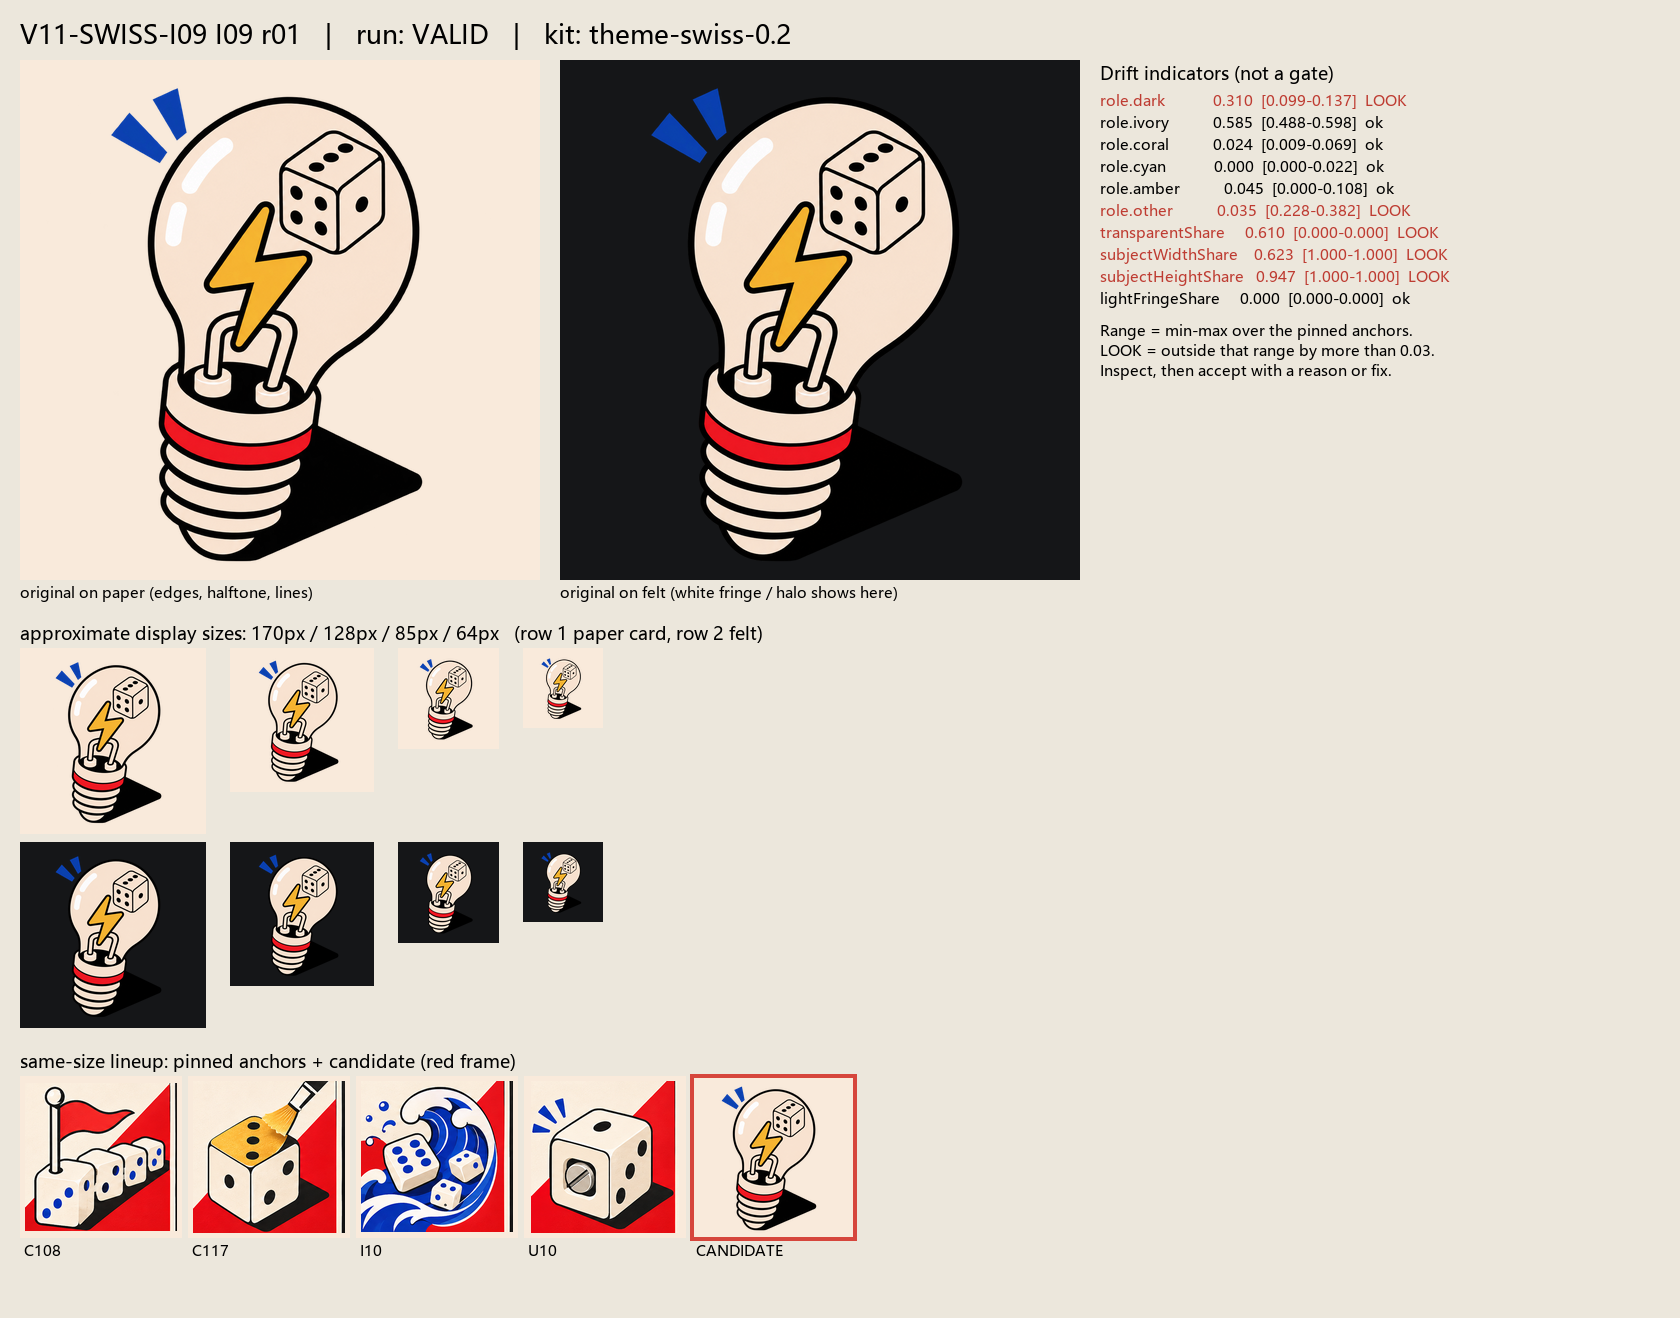 V11-SWISS-I09 I09 r01 | run: VALID | kit: theme-swiss-0.2
Drift indicators (not a gate)
role.dark 0.310 [0.099-0.137] LOOK
role.ivory 0.585 [0.488-0.598] ok
role.coral 0.024 [0.009-0.069] ok
role.cyan 0.000 [0.000-0.022] ok
role.amber 0.045 [0.000-0.108] ok
role.other 0.035 [0.228-0.382] LOOK
transparentShare 0.610 [0.000-0.000] LOOK
subjectWidthShare 0.623 [1.000-1.000] LOOK
subjectHeightShare 0.947 [1.000-1.000] LOOK
lightFringeShare 0.000 [0.000-0.000] ok
Range = min-max over the pinned anchors.
LOOK = outside that range by more than 0.03.
Inspect, then accept with a reason or fix.
original on paper (edges, halftone, lines)
original on felt (white fringe / halo shows here)
approximate display sizes: 170px / 128px / 85px / 64px (row 1 paper card, row 2 felt)
same-size lineup: pinned anchors + candidate (red frame)
C108
C117
I10
U10
CANDIDATE